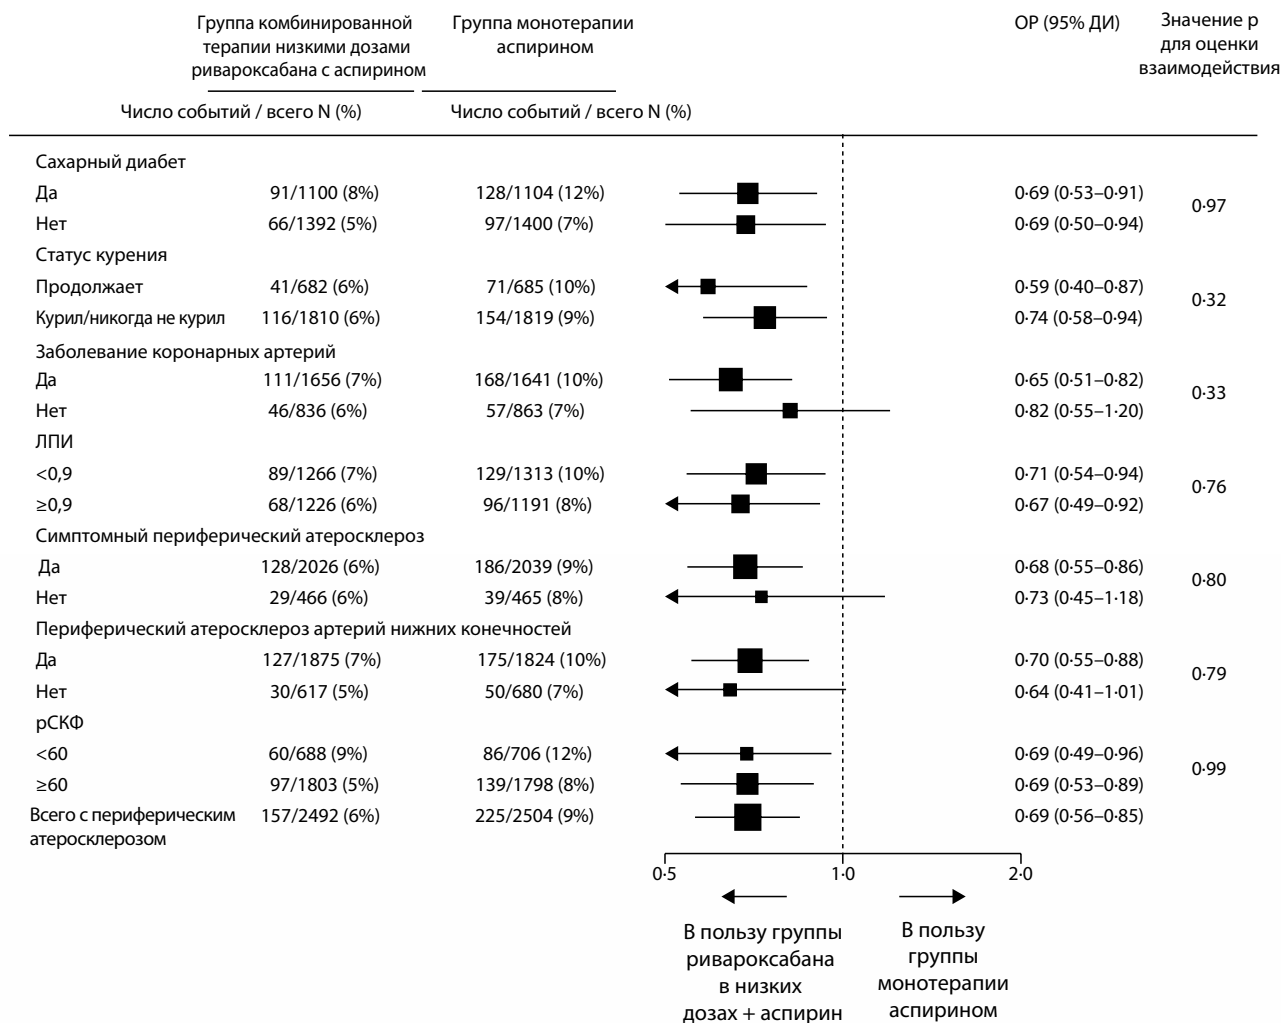 Группа комбинированной терапии низкими дозами ривароксабана с аспирином
Группа монотерапии аспирином
ОР (95% ДИ)
Значение p для оценки взаимодействия
Число событий / всего N (%)
Число событий / всего N (%)
Сахарный диабет
Да 91/1100 (8%) 128/1104 (12%) 0·69 (0·53–0·91)
0·97
Нет 66/1392 (5%) 97/1400 (7%) 0·69 (0·50–0·94)
Статус курения
Продолжает 41/682 (6%) 71/685 (10%) 0·59 (0·40–0·87)
0·32
Курил/никогда не курил 116/1810 (6%) 154/1819 (9%) 0·74 (0·58–0·94)
Заболевание коронарных артерий
Да 111/1656 (7%) 168/1641 (10%) 0·65 (0·51–0·82)
0·33
Нет 46/836 (6%) 57/863 (7%) 0·82 (0·55–1·20)
ЛПИ
<0,9 89/1266 (7%) 129/1313 (10%) 0·71 (0·54–0·94)
0·76
≥0,9 68/1226 (6%) 96/1191 (8%) 0·67 (0·49–0·92)
Симптомный периферический атеросклероз
Да 128/2026 (6%) 186/2039 (9%) 0·68 (0·55–0·86)
0·80
Нет 29/466 (6%) 39/465 (8%) 0·73 (0·45–1·18)
Периферический атеросклероз артерий нижних конечностей
Да 127/1875 (7%) 175/1824 (10%) 0·70 (0·55–0·88)
0·79
Нет 30/617 (5%) 50/680 (7%) 0·64 (0·41–1·01)
рСКФ
<60 60/688 (9%) 86/706 (12%) 0·69 (0·49–0·96)
0·99
≥60 97/1803 (5%) 139/1798 (8%) 0·69 (0·53–0·89)
Всего с периферическим 157/2492 (6%) 225/2504 (9%) 0·69 (0·56–0·85)
атеросклерозом
0·5 1·0 2·0
В пользу группы
ривароксабана
в низких
дозах + аспирин
В пользу
группы
монотерапии
аспирином